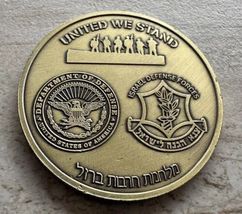 UNITED WE STAND
DEPARTMENT OF DEFENSE
UNITED STATES OF AMERICA
ISRAEL DEFENSE FORCES
צבא הגנה לישראל
מלחמת חרבות ברזל